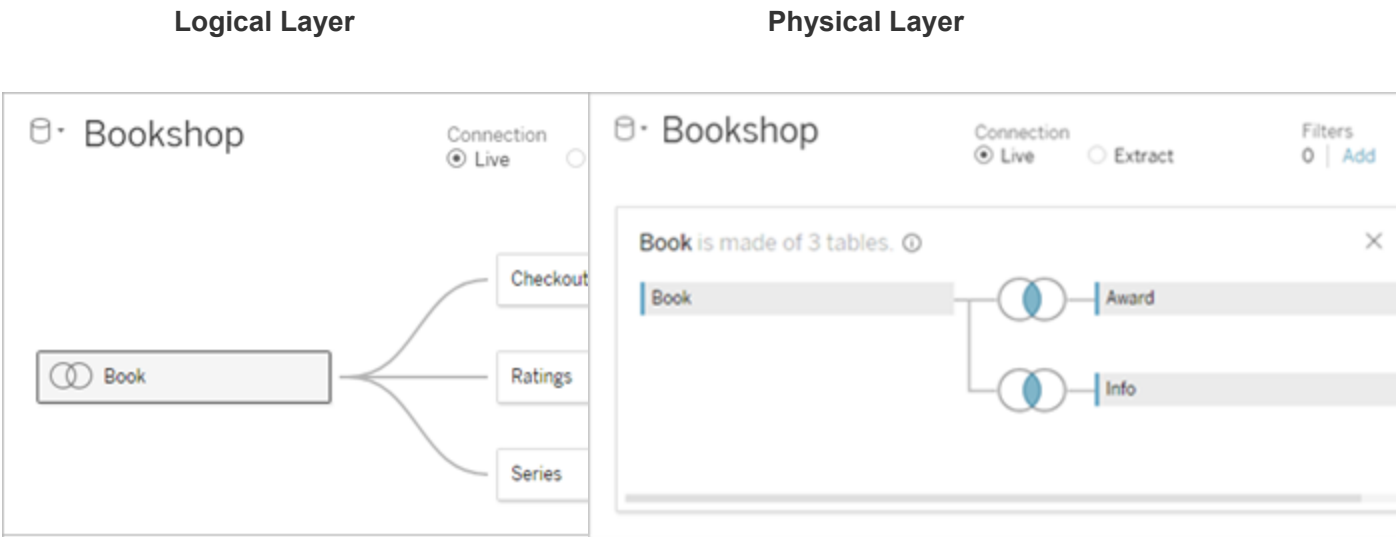 Logical Layer
Physical Layer
Bookshop
Connection
Live
Checkout
Book
Ratings
Series
Bookshop
Connection
Live
Extract
Filters
0 | Add
Book is made of 3 tables.
Book
Award
Info